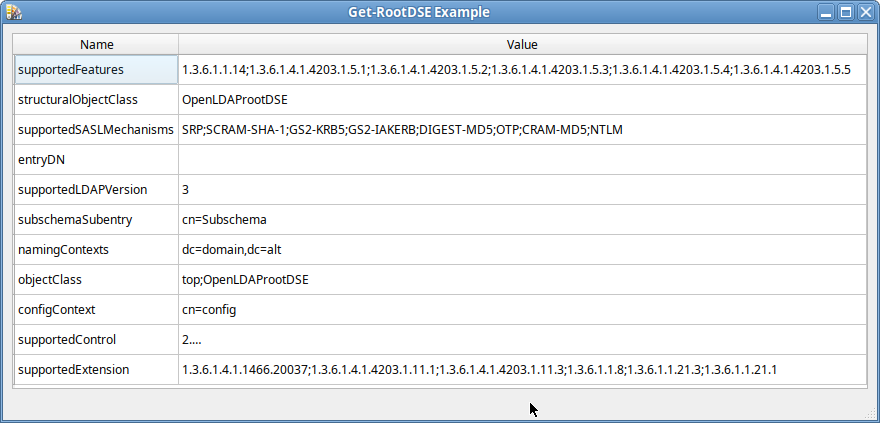 Get-RootDSE Example
Name Value
supportedFeatures 1.3.6.1.1.14;1.3.6.1.4.1.4203.1.5.1;1.3.6.1.4.1.4203.1.5.2;1.3.6.1.4.1.4203.1.5.3;1.3.6.1.4.1.4203.1.5.4;1.3.6.1.4.1.4203.1.5.5
structuralObjectClass OpenLDAProotDSE
supportedSASLMechanisms SRP;SCRAM-SHA-1;GS2-KRB5;GS2-IAKERB;DIGEST-MD5;OTP;CRAM-MD5;NTLM
entryDN
supportedLDAPVersion 3
subschemaSubentry cn=Subschema
namingContexts dc=domain,dc=alt
objectClass top;OpenLDAProotDSE
configContext cn=config
supportedControl 2....
supportedExtension 1.3.6.1.4.1.1466.20037;1.3.6.1.4.1.4203.1.11.1;1.3.6.1.4.1.4203.1.11.3;1.3.6.1.1.8;1.3.6.1.1.21.3;1.3.6.1.1.21.1